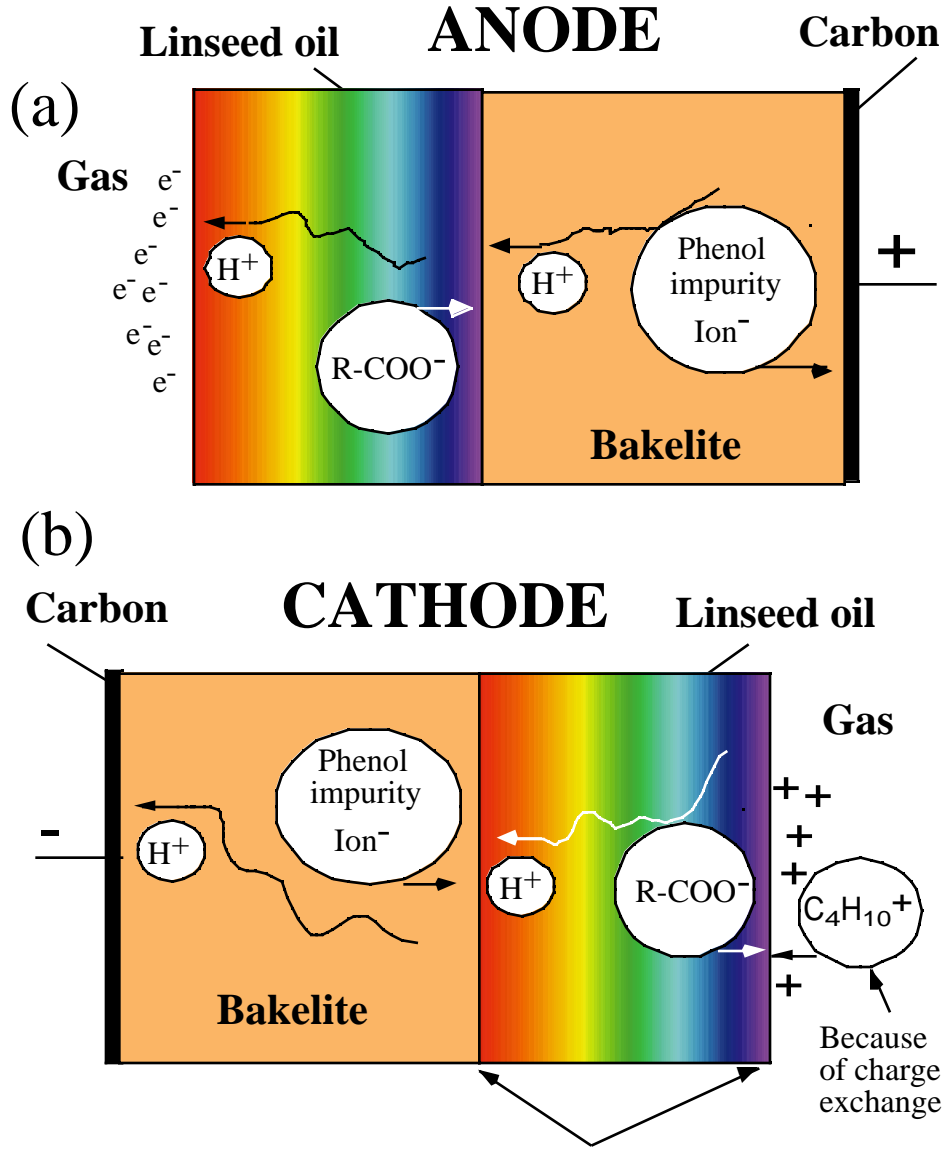 ANODE
Linseed oil
Carbon
(a)
Gas
e-
e-
e-
e- e-
e-
e-
e-
H+
R-COO-
H+
Phenol
impurity
Ion-
+
Bakelite
(b)
CATHODE
Carbon
Linseed oil
Gas
-
H+
Phenol
impurity
Ion-
H+
R-COO-
+
+
+
+
+
C4H10+
Bakelite
Because
of charge
exchange